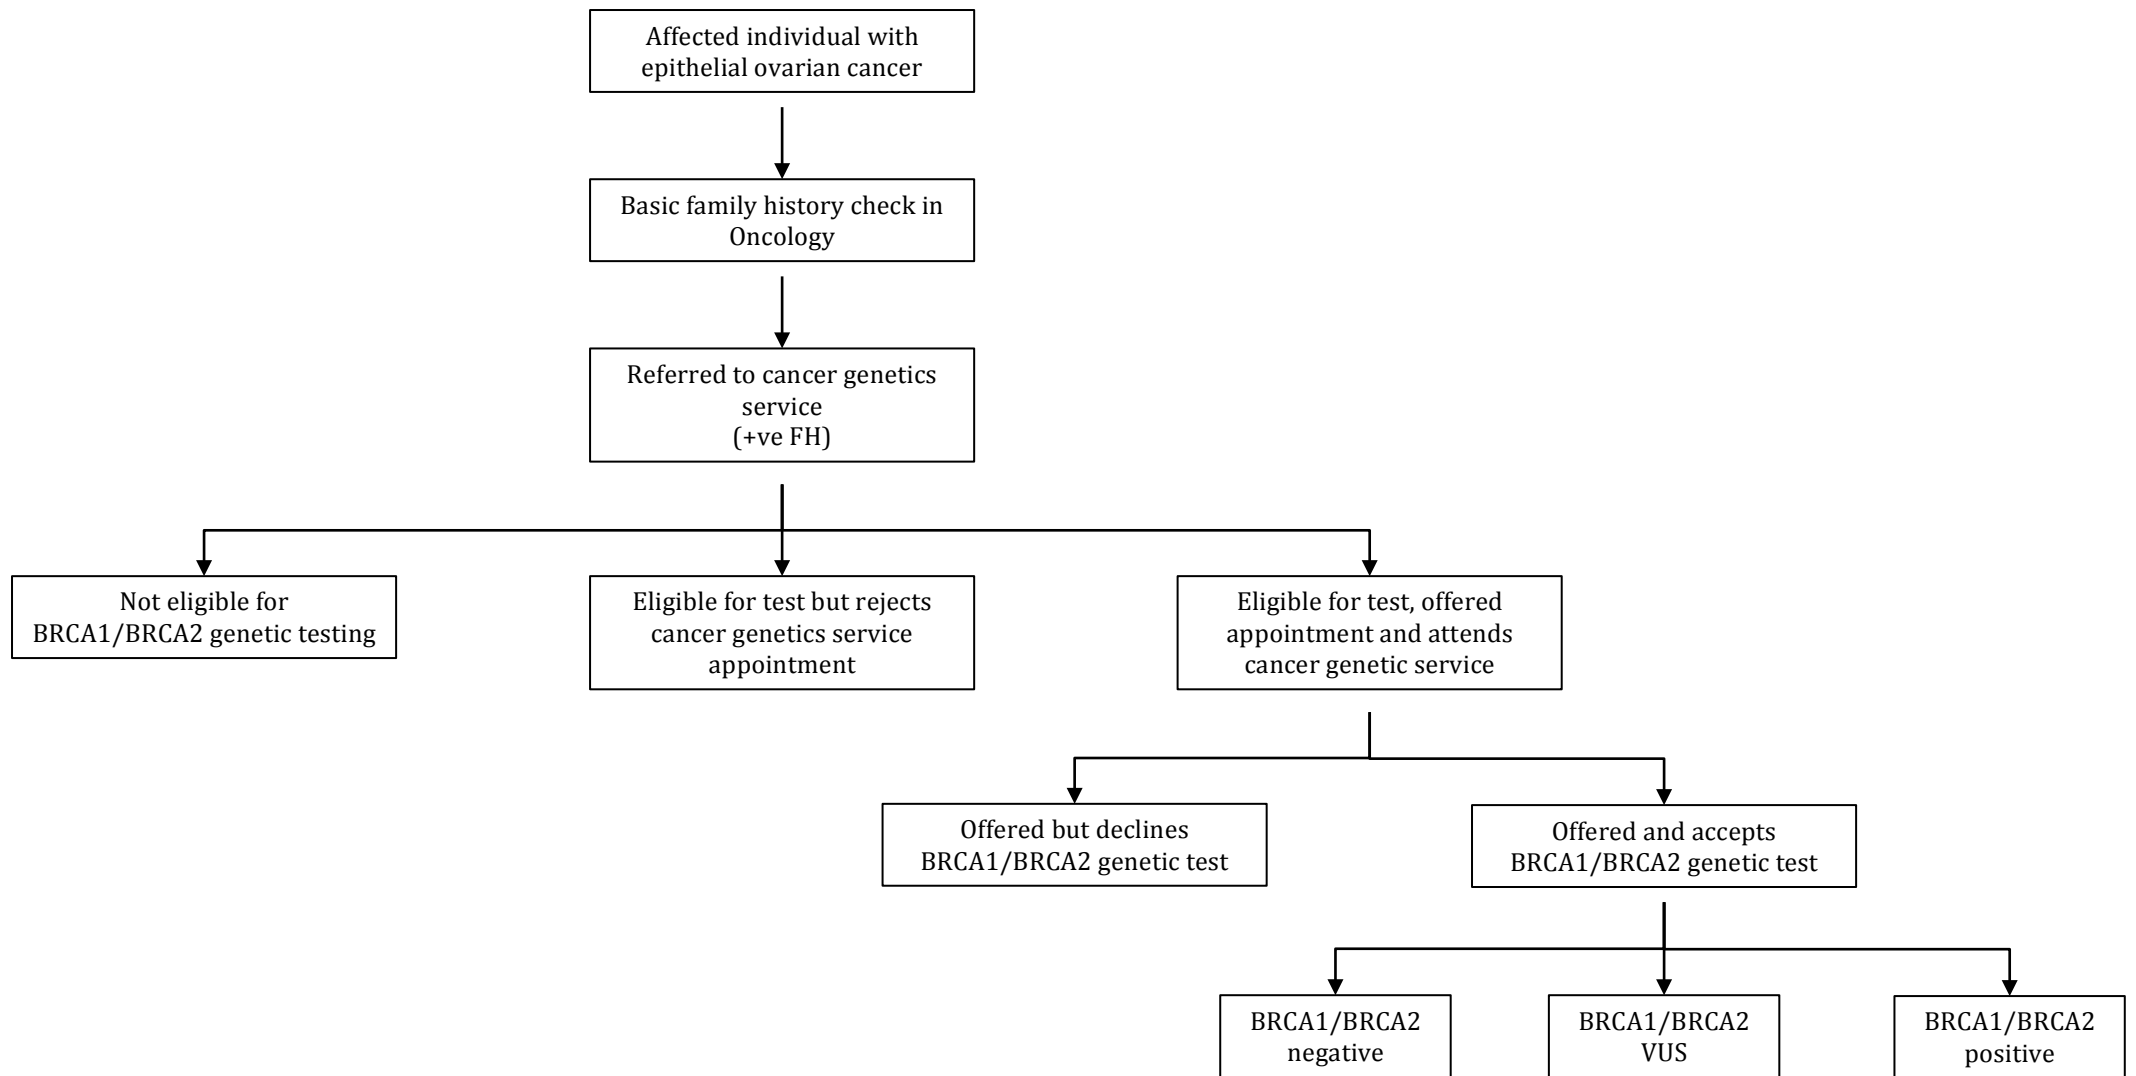 Affected individual with
epithelial ovarian cancer
Basic family history check in
Oncology
Referred to cancer genetics
service
(+ve FH)
Not eligible for
BRCA1/BRCA2 genetic testing
Eligible for test but rejects
cancer genetics service
appointment
Eligible for test, offered
appointment and attends
cancer genetic service
Offered but declines
BRCA1/BRCA2 genetic test
Offered and accepts
BRCA1/BRCA2 genetic test
BRCA1/BRCA2
negative
BRCA1/BRCA2
VUS
BRCA1/BRCA2
positive